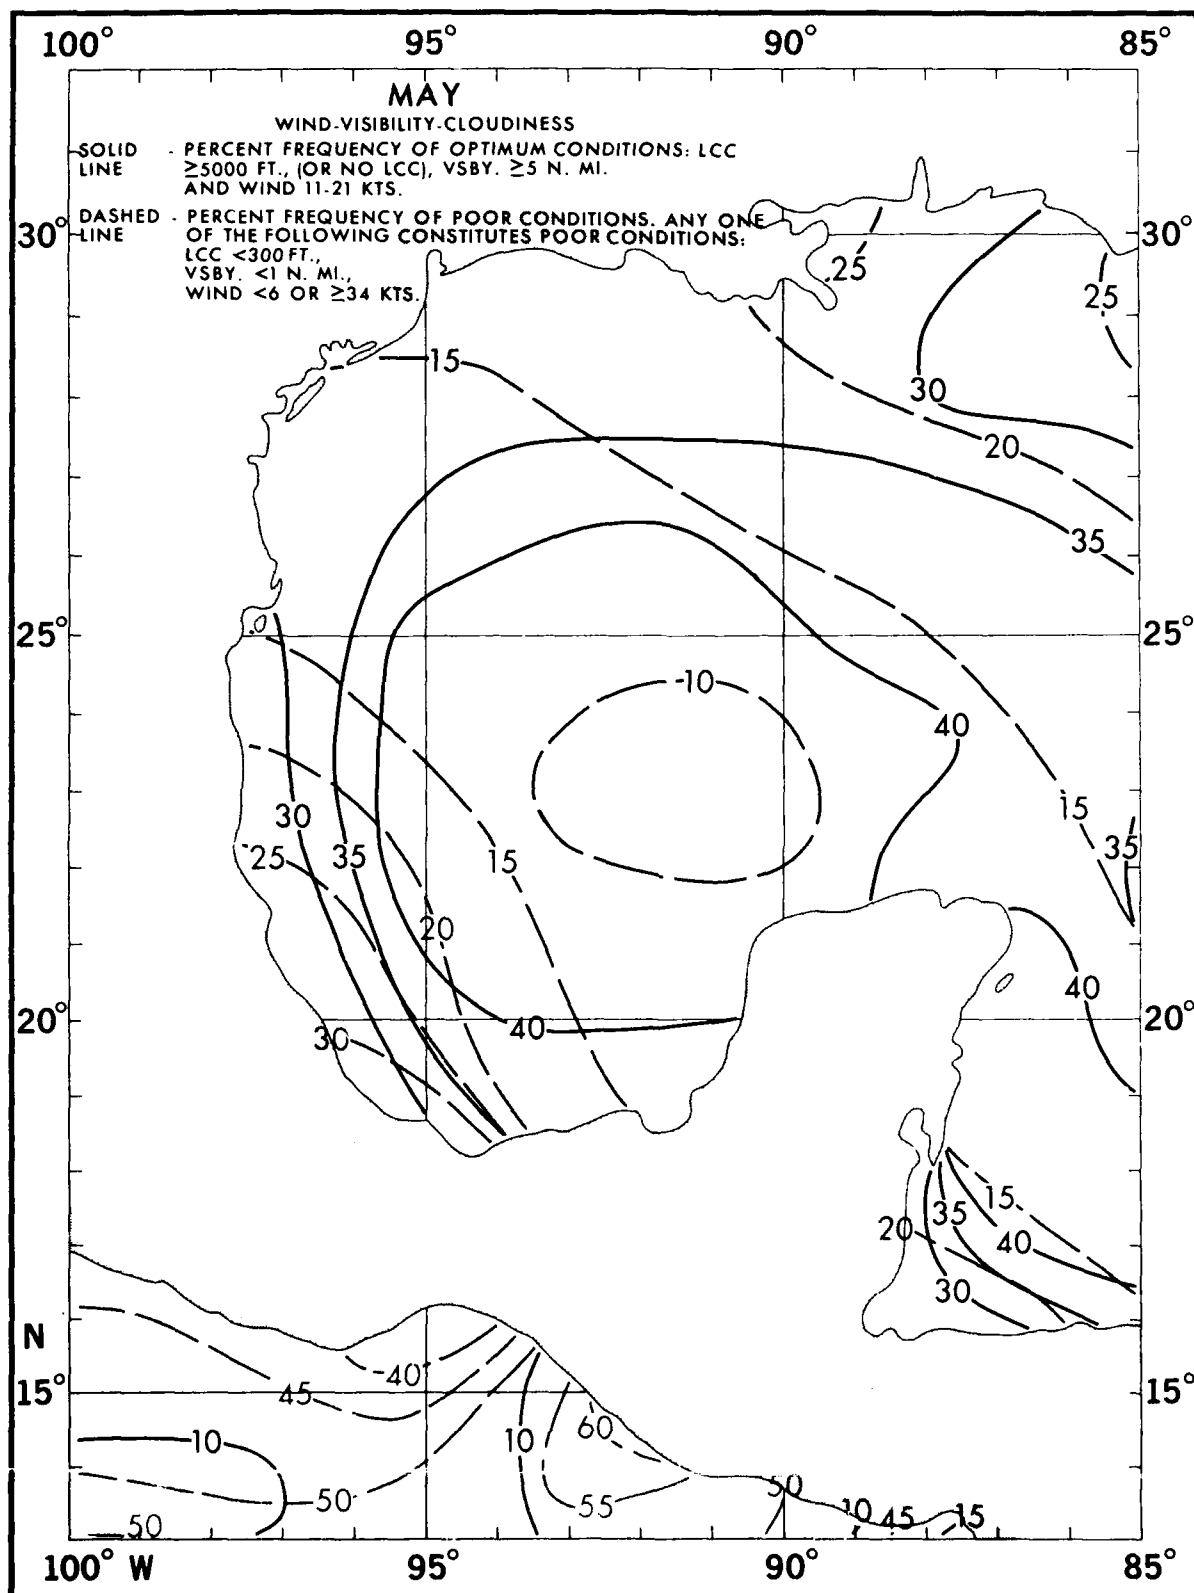 100° 95° 90° 85°
MAY
WIND-VISIBILITY-CLOUDINESS
SOLID LINE - PERCENT FREQUENCY OF OPTIMUM CONDITIONS: LCC
≥5000 FT., (OR NO LCC), VSBY. ≥5 N. MI.
AND WIND 11-21 KTS.
DASHED LINE - PERCENT FREQUENCY OF POOR CONDITIONS. ANY ONE
OF THE FOLLOWING CONSTITUTES POOR CONDITIONS:
LCC <300 FT.,
VSBY. <1 N. MI.,
WIND <6 OR ≥34 KTS.
30° 30°
25
25
15
30
20
35
25° 25°
10
40
30
15
25 35 15 35
20
40
20° 40 20°
30
15
35
20
40
30
N
40
15° 45 15°
60
10 10
50 55
50
50 10 45 15
100° W 95° 90° 85°